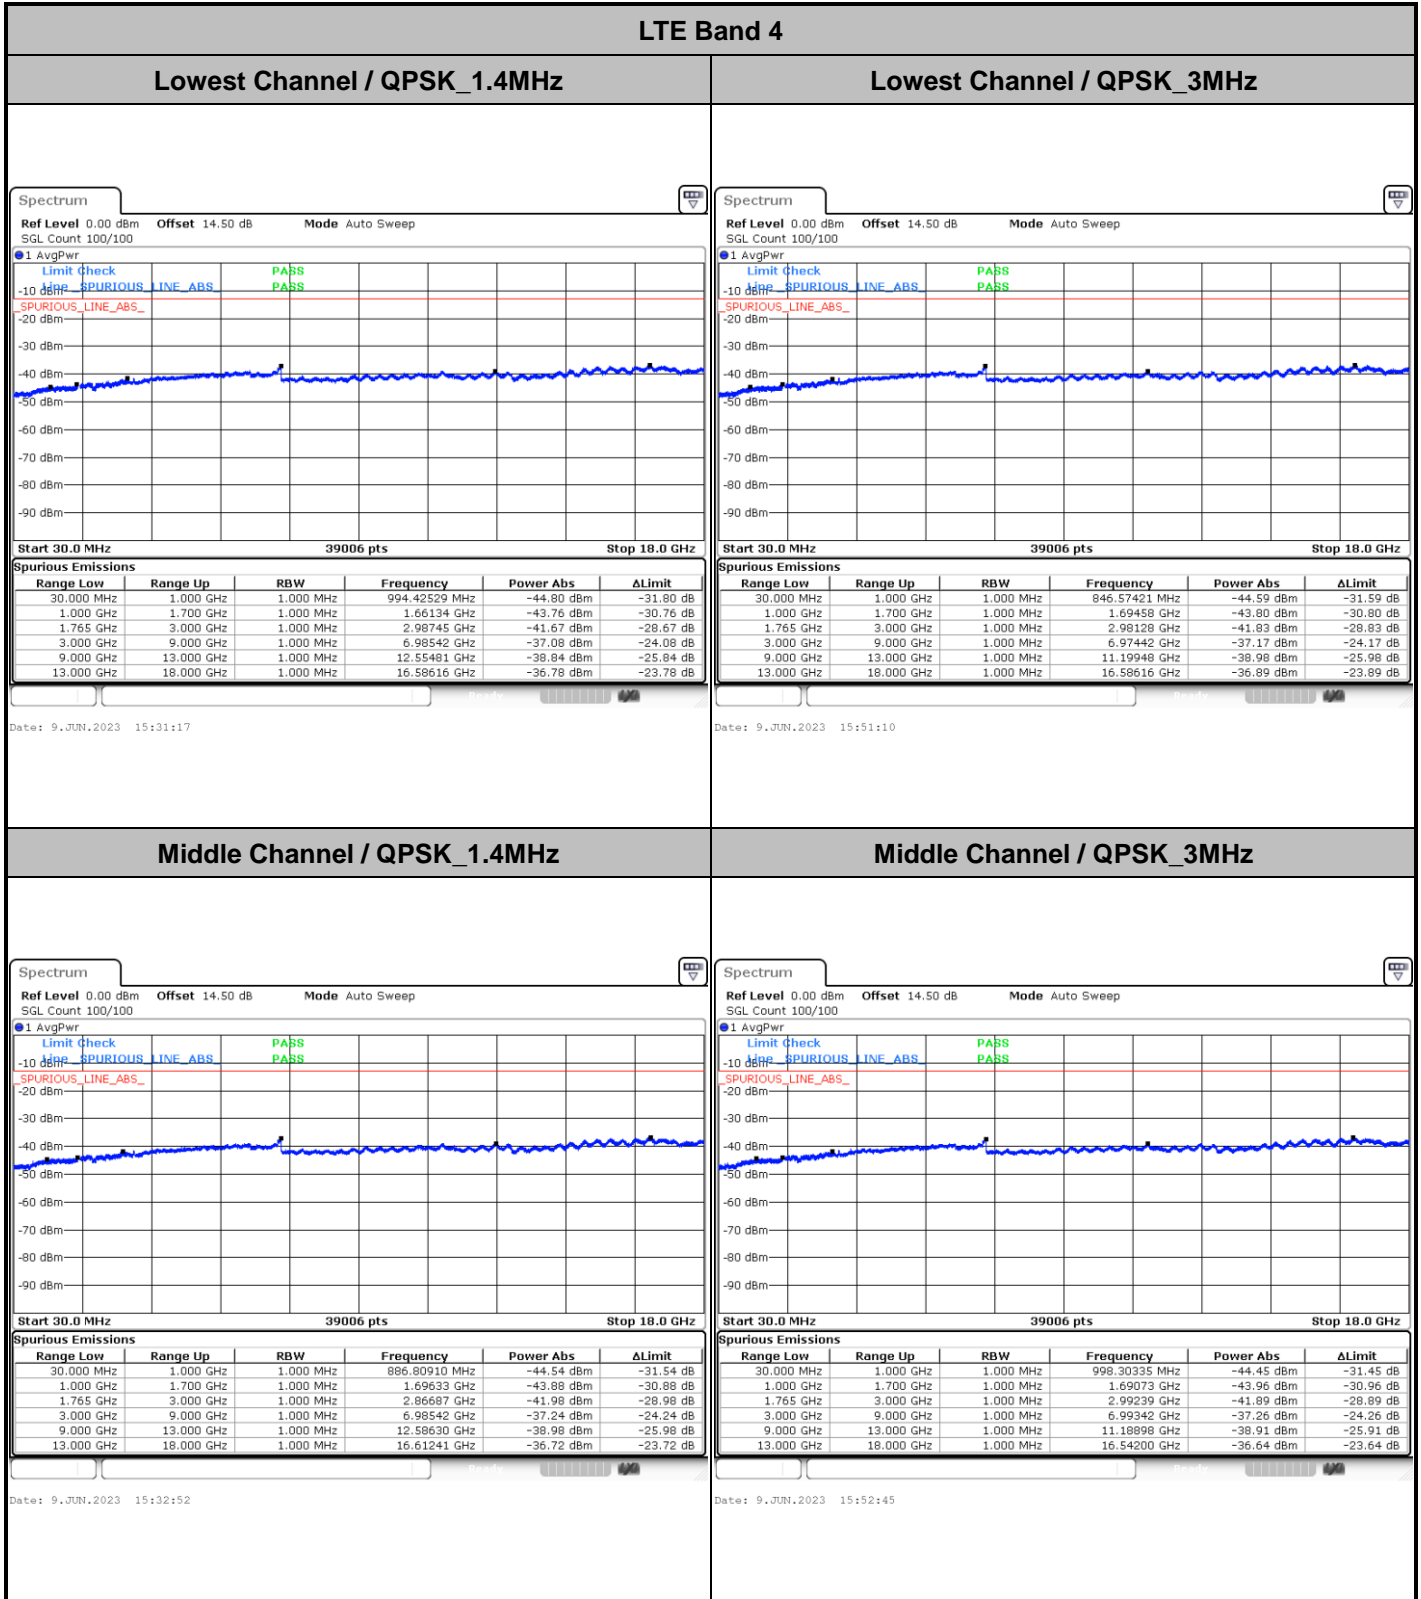 LTE Band 4
Lowest Channel / QPSK_1.4MHz
Lowest Channel / QPSK_3MHz
Spectrum
Ref Level 0.00 dBm Offset 14.50 dB Mode Auto Sweep
SGL Count 100/100
1 AvgPwr
Limit Check PASS
Line _SPURIOUS_LINE_ABS_ PASS
-10 dBm
_SPURIOUS_LINE_ABS_
-20 dBm
-30 dBm
-40 dBm
-50 dBm
-60 dBm
-70 dBm
-80 dBm
-90 dBm
Start 30.0 MHz 39006 pts Stop 18.0 GHz
Spurious Emissions
Range Low Range Up RBW Frequency Power Abs ΔLimit
30.000 MHz 1.000 GHz 1.000 MHz 994.42529 MHz -44.80 dBm -31.80 dB
1.000 GHz 1.700 GHz 1.000 MHz 1.66134 GHz -43.76 dBm -30.76 dB
1.765 GHz 3.000 GHz 1.000 MHz 2.98745 GHz -41.67 dBm -28.67 dB
3.000 GHz 9.000 GHz 1.000 MHz 6.98542 GHz -37.08 dBm -24.08 dB
9.000 GHz 13.000 GHz 1.000 MHz 12.55481 GHz -38.84 dBm -25.84 dB
13.000 GHz 18.000 GHz 1.000 MHz 16.58616 GHz -36.78 dBm -23.78 dB
Ready
Date: 9.JUN.2023 15:31:17
Spectrum
Ref Level 0.00 dBm Offset 14.50 dB Mode Auto Sweep
SGL Count 100/100
1 AvgPwr
Limit Check PASS
Line _SPURIOUS_LINE_ABS_ PASS
-10 dBm
_SPURIOUS_LINE_ABS_
-20 dBm
-30 dBm
-40 dBm
-50 dBm
-60 dBm
-70 dBm
-80 dBm
-90 dBm
Start 30.0 MHz 39006 pts Stop 18.0 GHz
Spurious Emissions
Range Low Range Up RBW Frequency Power Abs ΔLimit
30.000 MHz 1.000 GHz 1.000 MHz 846.57421 MHz -44.59 dBm -31.59 dB
1.000 GHz 1.700 GHz 1.000 MHz 1.69458 GHz -43.80 dBm -30.80 dB
1.765 GHz 3.000 GHz 1.000 MHz 2.98128 GHz -41.83 dBm -28.83 dB
3.000 GHz 9.000 GHz 1.000 MHz 6.97442 GHz -37.17 dBm -24.17 dB
9.000 GHz 13.000 GHz 1.000 MHz 11.19948 GHz -38.98 dBm -25.98 dB
13.000 GHz 18.000 GHz 1.000 MHz 16.58616 GHz -36.89 dBm -23.89 dB
Ready
Date: 9.JUN.2023 15:51:10
Middle Channel / QPSK_1.4MHz
Middle Channel / QPSK_3MHz
Spectrum
Ref Level 0.00 dBm Offset 14.50 dB Mode Auto Sweep
SGL Count 100/100
1 AvgPwr
Limit Check PASS
Line _SPURIOUS_LINE_ABS_ PASS
-10 dBm
_SPURIOUS_LINE_ABS_
-20 dBm
-30 dBm
-40 dBm
-50 dBm
-60 dBm
-70 dBm
-80 dBm
-90 dBm
Start 30.0 MHz 39006 pts Stop 18.0 GHz
Spurious Emissions
Range Low Range Up RBW Frequency Power Abs ΔLimit
30.000 MHz 1.000 GHz 1.000 MHz 886.80910 MHz -44.54 dBm -31.54 dB
1.000 GHz 1.700 GHz 1.000 MHz 1.69633 GHz -43.88 dBm -30.88 dB
1.765 GHz 3.000 GHz 1.000 MHz 2.86687 GHz -41.98 dBm -28.98 dB
3.000 GHz 9.000 GHz 1.000 MHz 6.98542 GHz -37.24 dBm -24.24 dB
9.000 GHz 13.000 GHz 1.000 MHz 12.58630 GHz -38.98 dBm -25.98 dB
13.000 GHz 18.000 GHz 1.000 MHz 16.61241 GHz -36.72 dBm -23.72 dB
Ready
Date: 9.JUN.2023 15:32:52
Spectrum
Ref Level 0.00 dBm Offset 14.50 dB Mode Auto Sweep
SGL Count 100/100
1 AvgPwr
Limit Check PASS
Line _SPURIOUS_LINE_ABS_ PASS
-10 dBm
_SPURIOUS_LINE_ABS_
-20 dBm
-30 dBm
-40 dBm
-50 dBm
-60 dBm
-70 dBm
-80 dBm
-90 dBm
Start 30.0 MHz 39006 pts Stop 18.0 GHz
Spurious Emissions
Range Low Range Up RBW Frequency Power Abs ΔLimit
30.000 MHz 1.000 GHz 1.000 MHz 998.30335 MHz -44.45 dBm -31.45 dB
1.000 GHz 1.700 GHz 1.000 MHz 1.69073 GHz -43.96 dBm -30.96 dB
1.765 GHz 3.000 GHz 1.000 MHz 2.99239 GHz -41.89 dBm -28.89 dB
3.000 GHz 9.000 GHz 1.000 MHz 6.99342 GHz -37.26 dBm -24.26 dB
9.000 GHz 13.000 GHz 1.000 MHz 11.18898 GHz -38.91 dBm -25.91 dB
13.000 GHz 18.000 GHz 1.000 MHz 16.54200 GHz -36.64 dBm -23.64 dB
Ready
Date: 9.JUN.2023 15:52:45